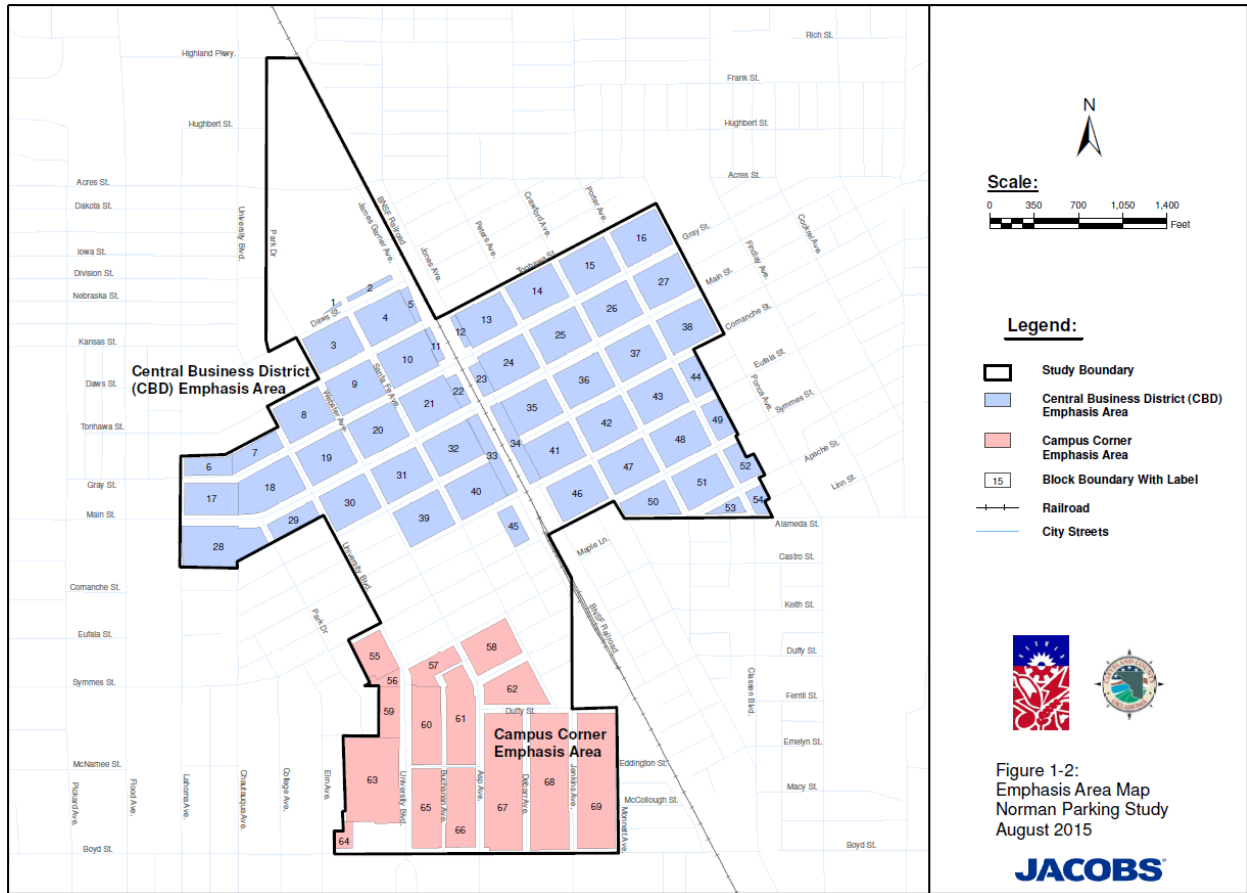 Highland Pkwy.
Rich St.
Frank St.
Hughbert St.
Hughbert St.
Acres St.
Acres St.
Dakota St.
University Blvd.
Park Dr
BNSF Railroad
James Garner Ave.
Jones Ave.
Peters Ave.
Crawford Ave.
Porter Ave.
Tonhawa St.
Gray St.
Main St.
Findlay Ave.
Cockrel Ave.
Comanche St.
Iowa St.
Division St.
Nebraska St.
Kansas St.
Daws St.
Daws St.
Tonhawa St.
Gray St.
Main St.
Comanche St.
Eufala St.
Symmes St.
McNamee St.
Boyd St.
Central Business District
(CBD) Emphasis Area
Webster Ave.
Santa Fe Ave.
Eufala St.
Ponca Ave.
Symmes St.
Apache St.
Linn St.
Alameda St.
Castro St.
Keith St.
Duffy St.
Ferrill St.
Emelyn St.
Macy St.
Boyd St.
Classen Blvd.
Maple Ln.
BNSF Railroad
University Blvd
Park Dr
Duffy St.
Campus Corner
Emphasis Area
Eddington St.
McCollough St.
Monnett Ave.
Jenkins Ave.
Debarr Ave.
Asp Ave.
Buchanan Ave.
University Blvd.
Elm Ave.
College Ave.
Chautauqua Ave.
Lahoma Ave.
Flood Ave.
Pickard Ave.
1
2
3
4
5
6
7
8
9
10
11
12
13
14
15
16
17
18
19
20
21
22
23
24
25
26
27
28
29
30
31
32
33
34
35
36
37
38
39
40
41
42
43
44
45
46
47
48
49
50
51
52
53
54
55
56
57
58
59
60
61
62
63
64
65
66
67
68
69
N
Scale:
0 350 700 1,050 1,400
Feet
Legend:
Study Boundary
Central Business District (CBD)
Emphasis Area
Campus Corner
Emphasis Area
15 Block Boundary With Label
Railroad
City Streets
CLEVELAND COUNTY
OKLAHOMA
Figure 1-2:
Emphasis Area Map
Norman Parking Study
August 2015
JACOBS